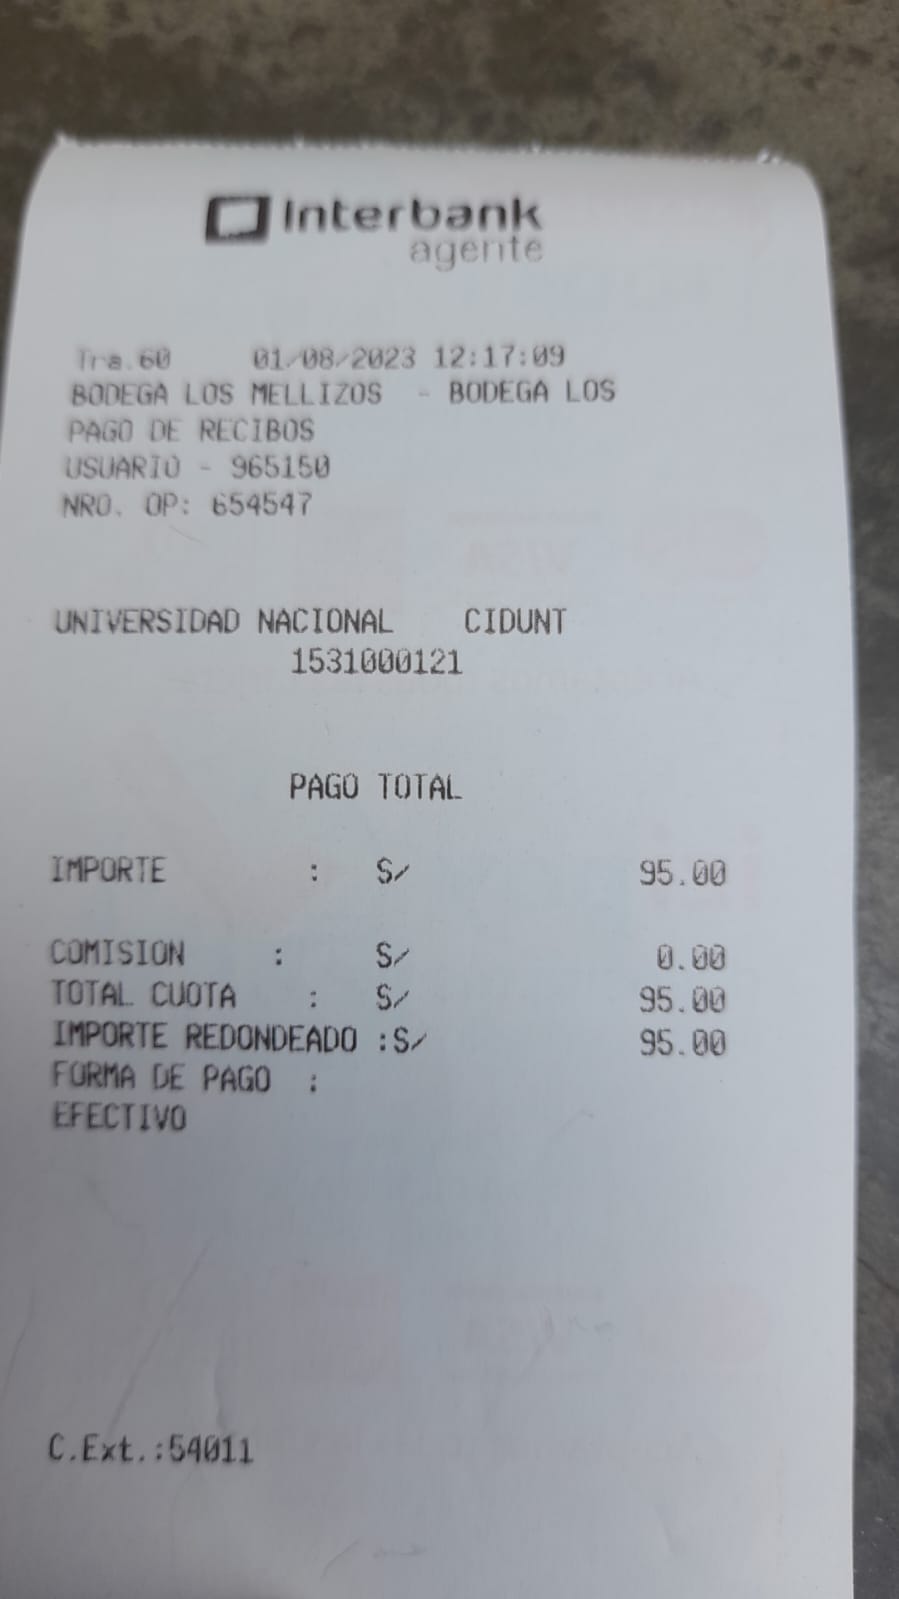 Interbank
agente
Tra.60 01/08/2023 12:17:09
BODEGA LOS MELLIZOS - BODEGA LOS
PAGO DE RECIBOS
USUARIO - 965150
NRO. OP: 654547
UNIVERSIDAD NACIONAL CIDUNT
1531000121
PAGO TOTAL
IMPORTE : S/ 95.00
COMISION : S/ 0.00
TOTAL CUOTA : S/ 95.00
IMPORTE REDONDEADO :S/ 95.00
FORMA DE PAGO :
EFECTIVO
C.Ext.:54011